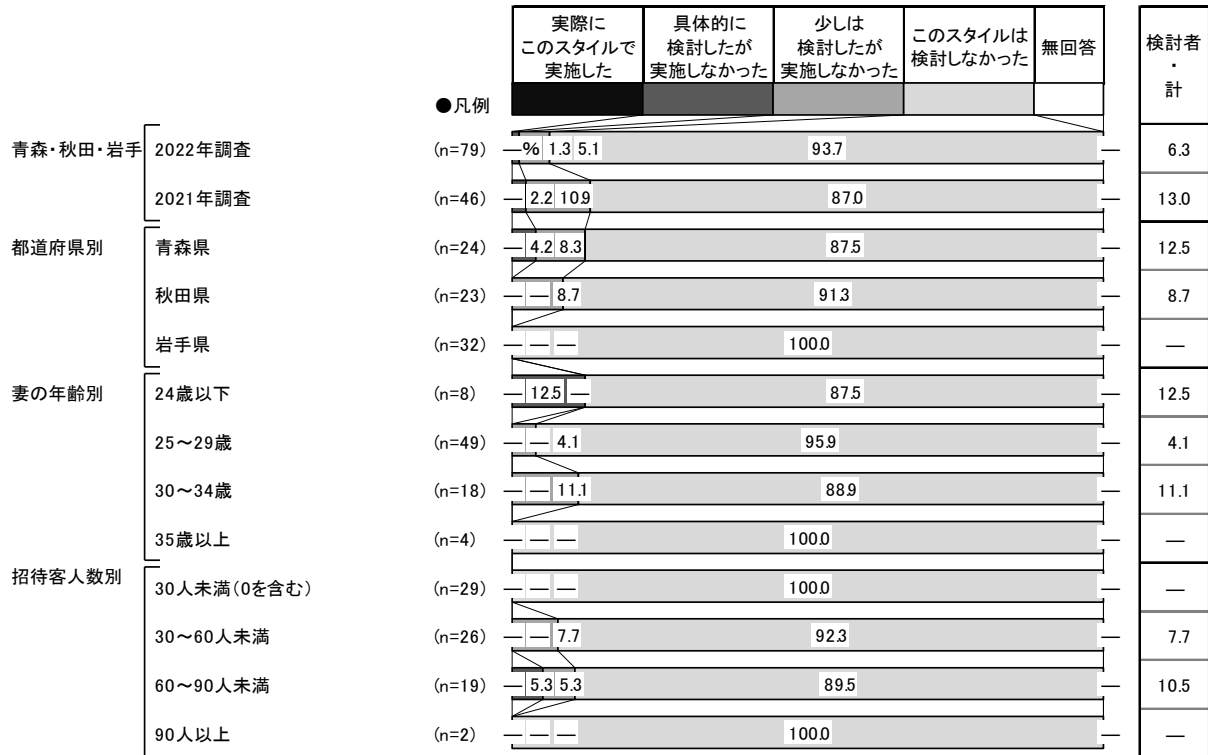 実際に
このスタイルで
実施した
具体的に
検討したが
実施しなかった
少しは
検討したが
実施しなかった
このスタイルは
検討しなかった
無回答
検討者
・
計
●凡例
青森・秋田・岩手 2022年調査 (n=79) —% 1.3 5.1 93.7 — 6.3
2021年調査 (n=46) — 2.2 10.9 87.0 — 13.0
都道府県別 青森県 (n=24) — 4.2 8.3 87.5 — 12.5
秋田県 (n=23) — — 8.7 91.3 — 8.7
岩手県 (n=32) — — — 100.0 — —
妻の年齢別 24歳以下 (n=8) — 12.5 — 87.5 — 12.5
25～29歳 (n=49) — — 4.1 95.9 — 4.1
30～34歳 (n=18) — — 11.1 88.9 — 11.1
35歳以上 (n=4) — — — 100.0 — —
招待客人数別 30人未満（0を含む） (n=29) — — — 100.0 — —
30～60人未満 (n=26) — — 7.7 92.3 — 7.7
60～90人未満 (n=19) — 5.3 5.3 89.5 — 10.5
90人以上 (n=2) — — — 100.0 — —